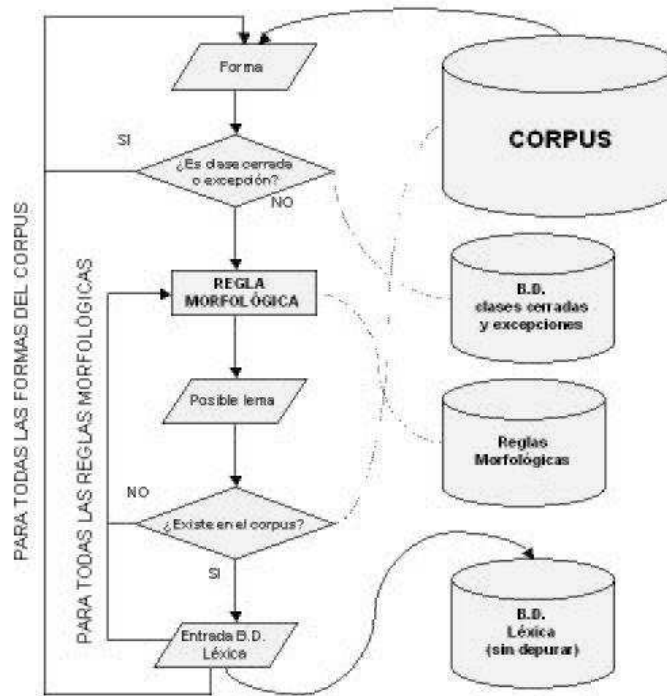 Forma
CORPUS
SI
¿Es clase cerrada
o excepción?
NO
B.D.
clases cerradas
y excepciones
REGLA
MORFOLÓGICA
Posible lema
Reglas
Morfológicas
NO
¿Existe en el corpus?
SI
Entrada B.D.
Léxica
B.D.
Léxica
(sin depurar)
PARA TODAS LAS FORMAS DEL CORPUS
PARA TODAS LAS REGLAS MORFOLÓGICAS